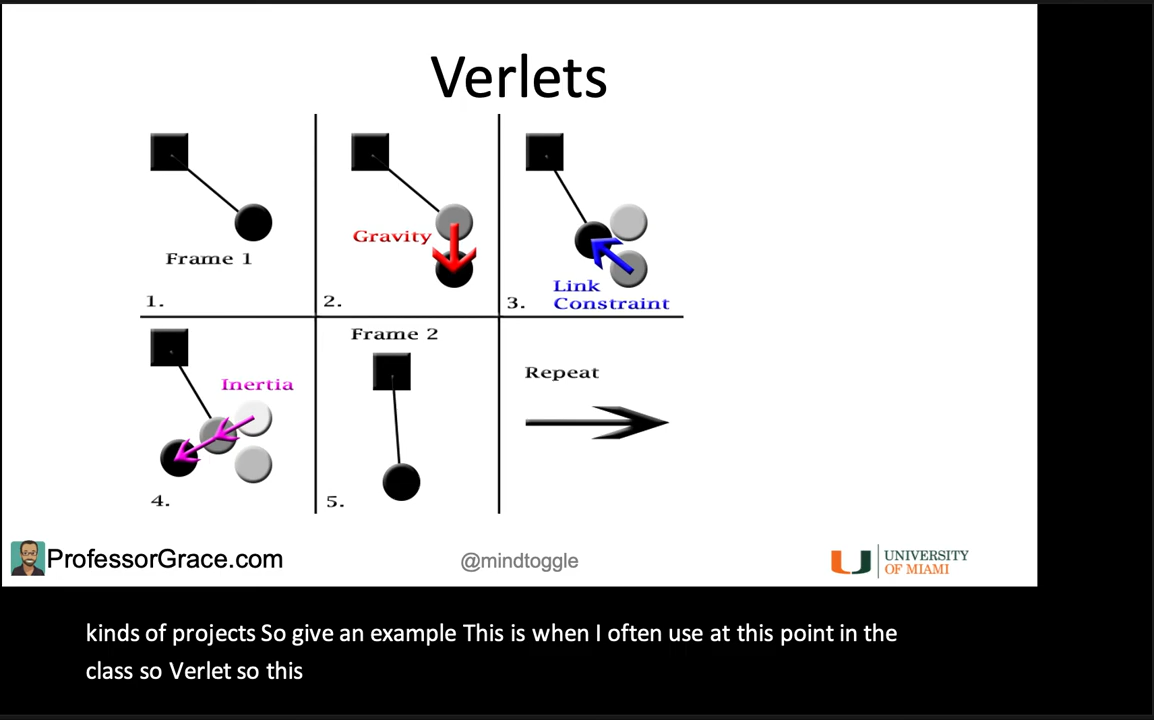 Verlets
Frame 1
1.
Gravity
2.
Link
Constraint
3.
Inertia
4.
Frame 2
5.
Repeat
ProfessorGrace.com
@mindtoggle
UNIVERSITY
OF MIAMI
kinds of projects So give an example This is when I often use at this point in the
class so Verlet so this